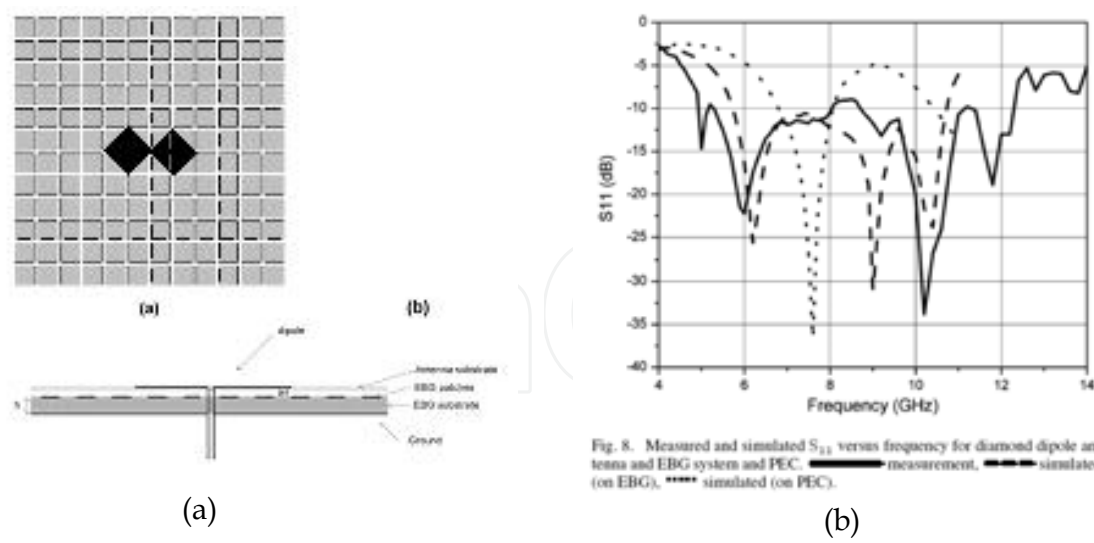 (a)
(b)
dipole
Antenna substrate
EBG patches
h
EBG substrate
Ground
(a)
0
-5
-10
-15
-20
-25
-30
-35
-40
S11 (dB)
4 6 8 10 12 14
Frequency (GHz)
Fig. 8. Measured and simulated S₁₁ versus frequency for diamond dipole an-
tenna and EBG system and PEC. measurement, simulate
(on EBG), simulated (on PEC).
(b)